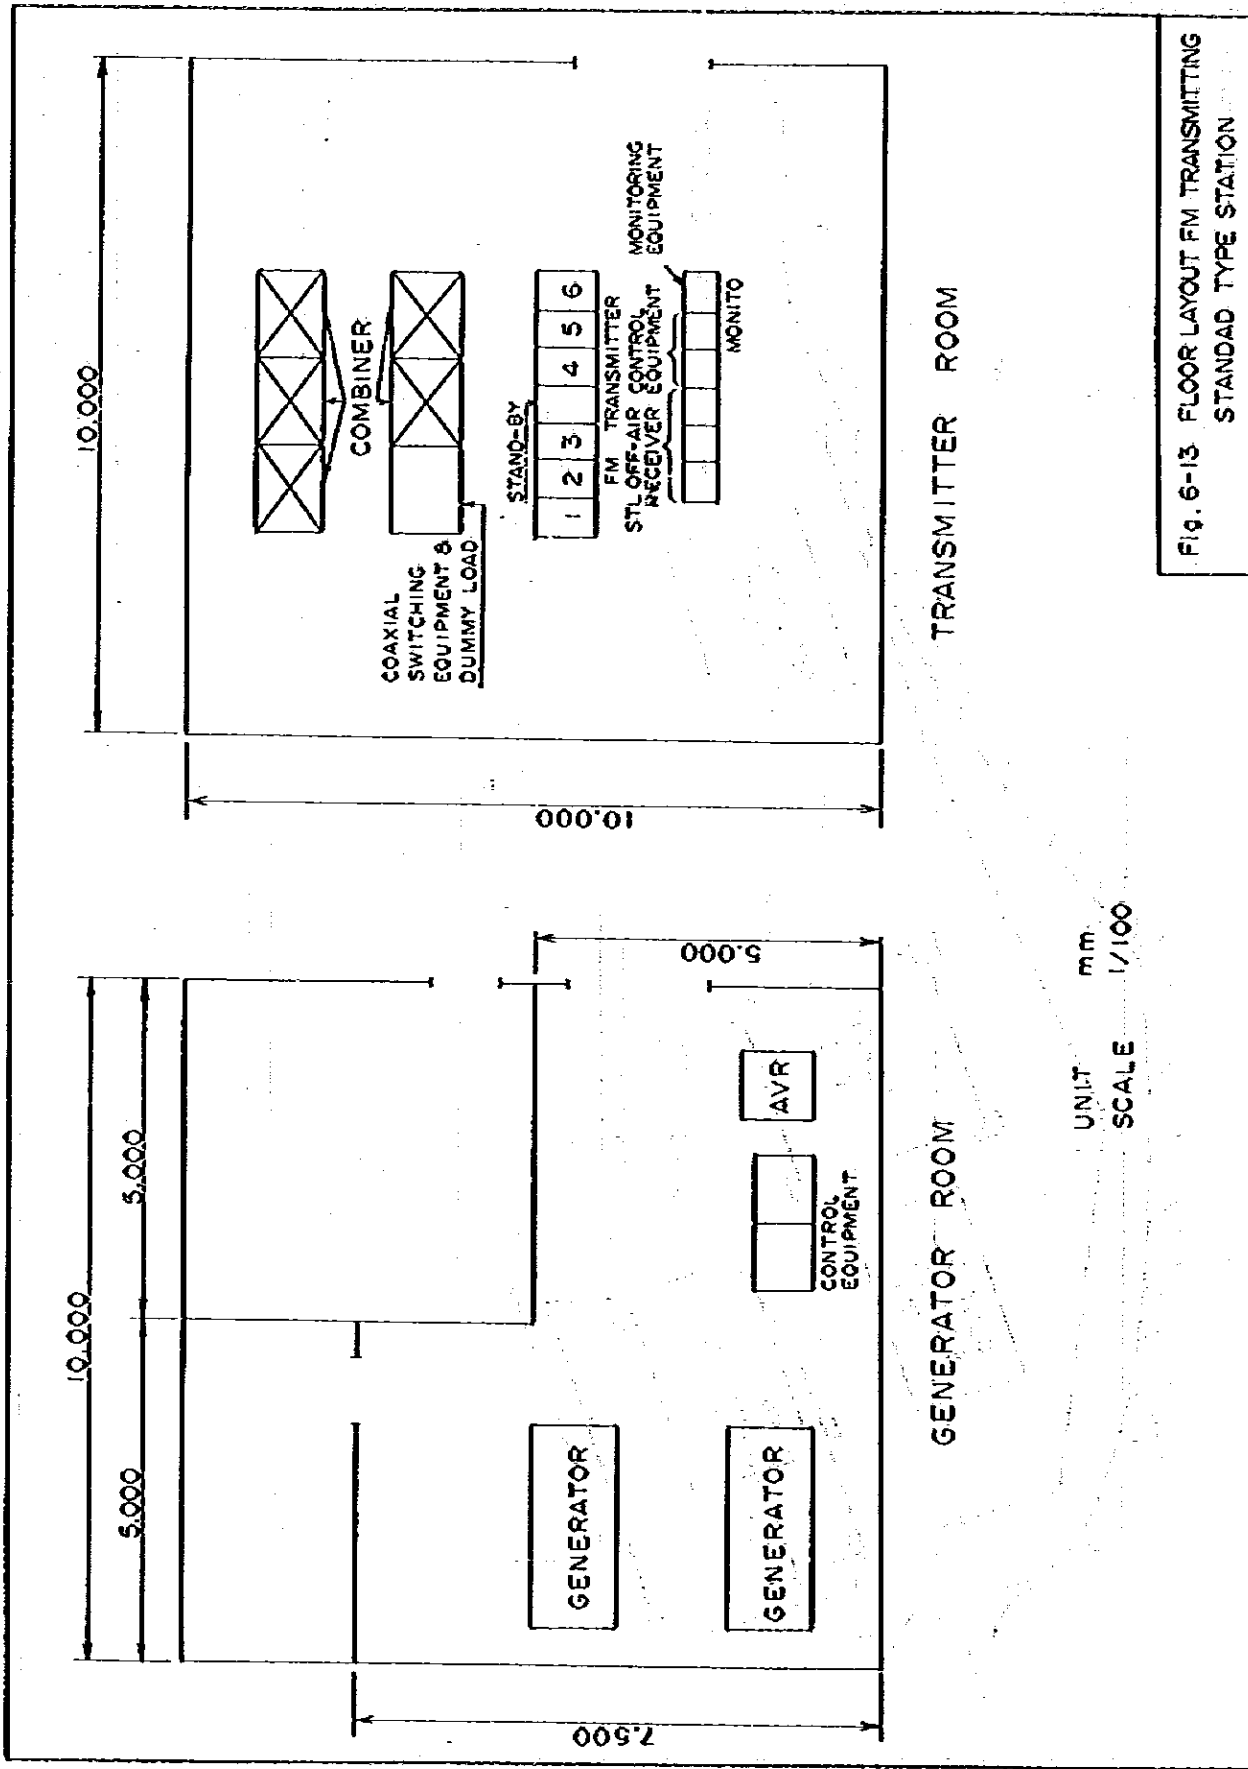 10.000
5.000
5.000
7.500
5.000
GENERATOR
GENERATOR
CONTROL
EQUIPMENT
AVR
GENERATOR ROOM
10.000
10.000
COMBINER
COAXIAL
SWITCHING
EQUIPMENT &
DUMMY LOAD
STAND-BY
1 2 3 4 5 6
FM TRANSMITTER
STL OFF-AIR CONTROL
RECEIVER EQUIPMENT
MONITORING
EQUIPMENT
MONITO
TRANSMITTER ROOM
UNIT mm
SCALE 1/100
Fig. 6-13 FLOOR LAYOUT FM TRANSMITTING
STANDAD TYPE STATION